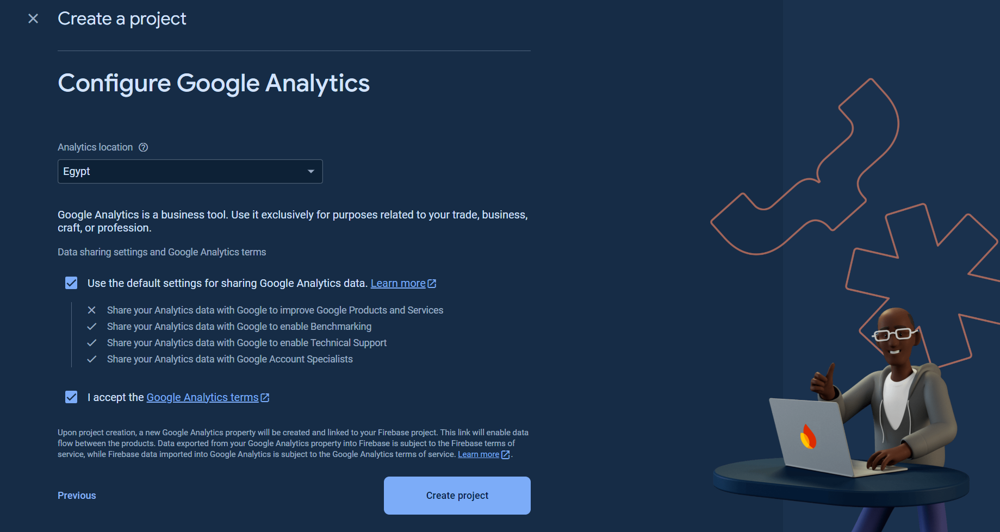 Create a project
Configure Google Analytics
Analytics location
Egypt
Google Analytics is a business tool. Use it exclusively for purposes related to your trade, business,
craft, or profession.
Data sharing settings and Google Analytics terms
Use the default settings for sharing Google Analytics data. Learn more
Share your Analytics data with Google to improve Google Products and Services
Share your Analytics data with Google to enable Benchmarking
Share your Analytics data with Google to enable Technical Support
Share your Analytics data with Google Account Specialists
I accept the Google Analytics terms
Upon project creation, a new Google Analytics property will be created and linked to your Firebase project. This link will enable data
flow between the products. Data exported from your Google Analytics property into Firebase is subject to the Firebase terms of
service, while Firebase data imported into Google Analytics is subject to the Google Analytics terms of service. Learn more .
Previous
Create project